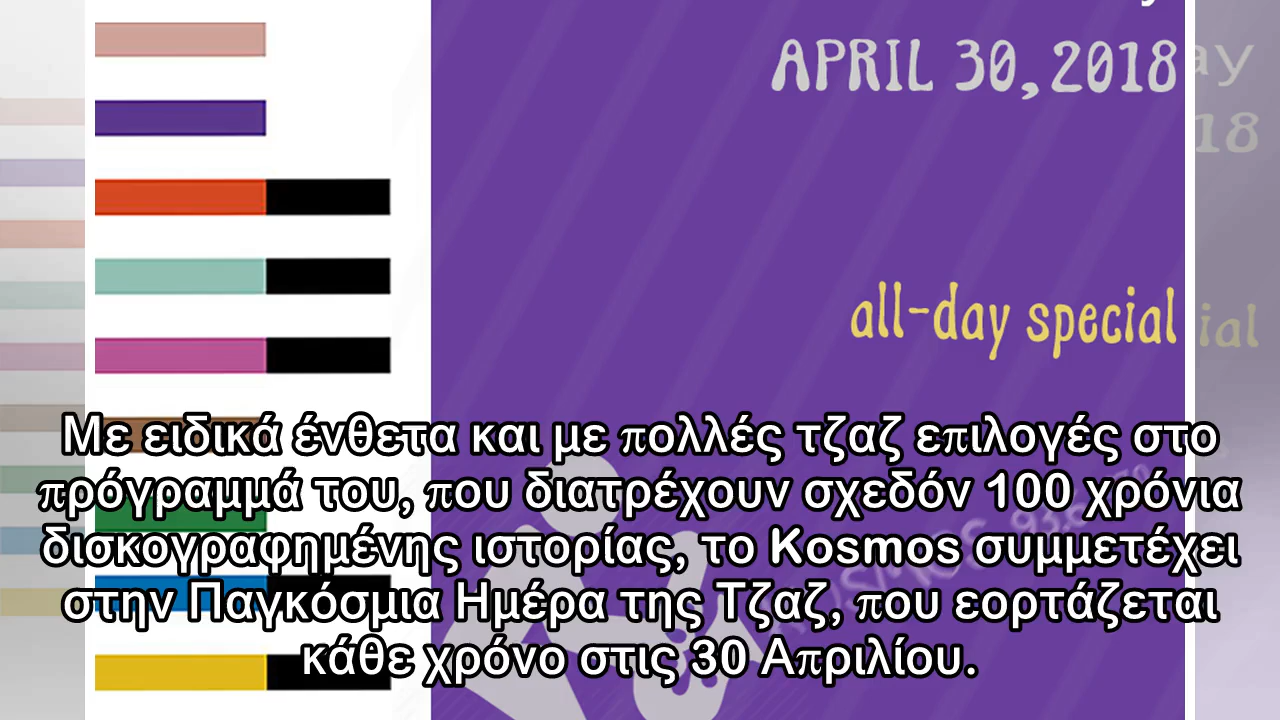 APRIL 30, 2018
all-day special
Με ειδικά ένθετα και με πολλές τζαζ επιλογές στο
πρόγραμμά του, που διατρέχουν σχεδόν 100 χρόνια
δισκογραφημένης ιστορίας, το Kosmos συμμετέχει
στην Παγκόσμια Ημέρα της Τζαζ, που εορτάζεται
κάθε χρόνο στις 30 Απριλίου.